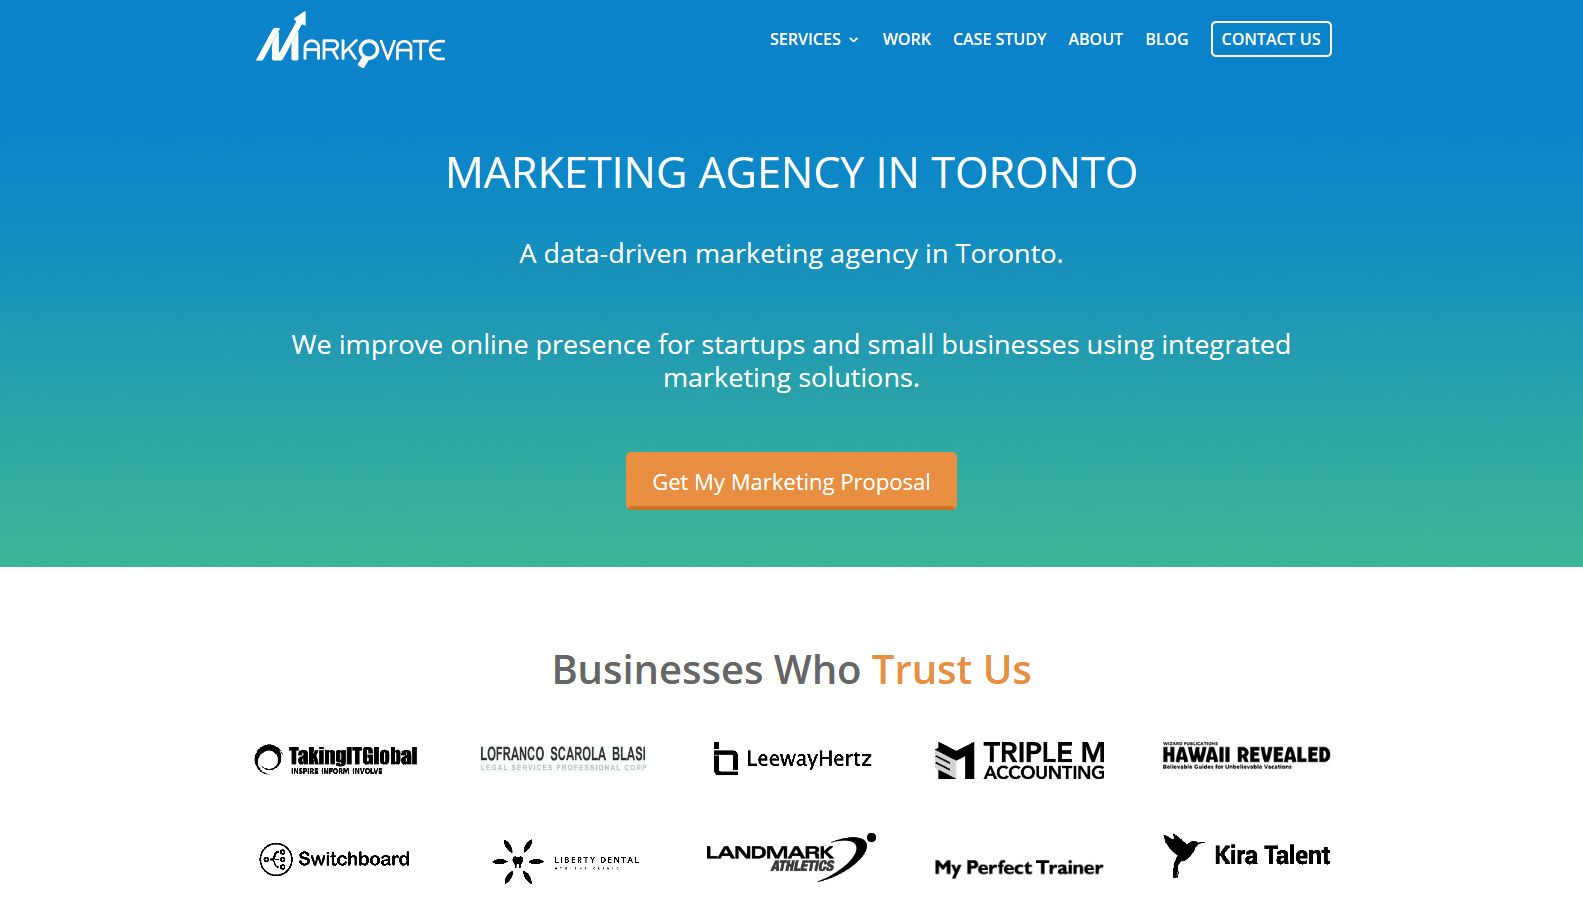 MARKOVATE
SERVICES WORK CASE STUDY ABOUT BLOG CONTACT US
MARKETING AGENCY IN TORONTO
A data-driven marketing agency in Toronto.
We improve online presence for startups and small businesses using integrated
marketing solutions.
Get My Marketing Proposal
Businesses Who Trust Us
TakingITGlobal
INSPIRE INFORM INVOLVE
LOFRANCO SCAROLA BLASI
LEGAL SERVICES PROFESSIONAL CORP
LeewayHertz
TRIPLE M
ACCOUNTING
WIZARD PUBLICATIONS
HAWAII REVEALED
Believable Guides for Unbelievable Vacations
Switchboard
LIBERTY DENTAL
LANDMARK
ATHLETICS
My Perfect Trainer
Kira Talent